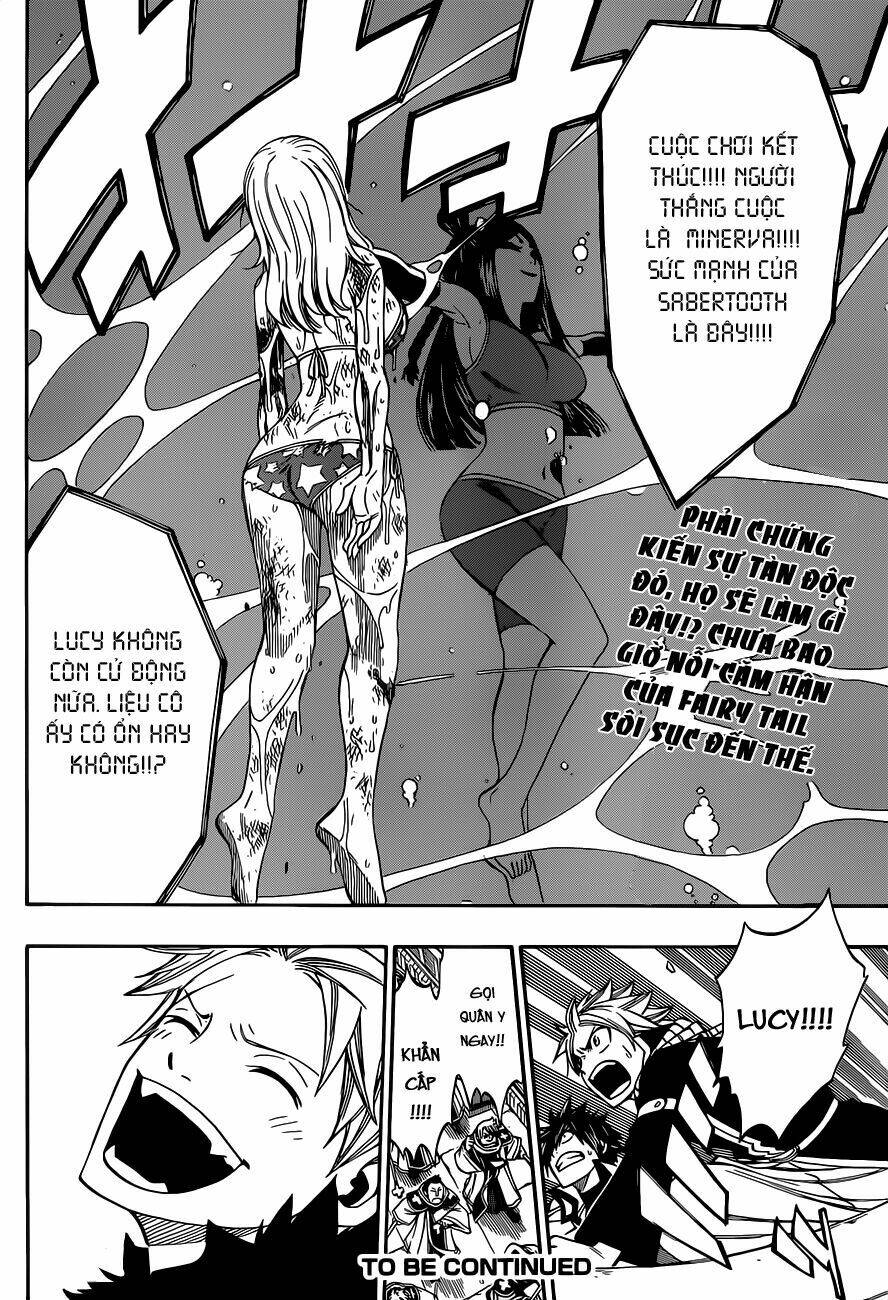 CUỘC CHƠI KẾT
THÚC!!!! NGƯỜI
THẮNG CUỘC
LÀ MINERVA!!!!
SỨC MẠNH CỦA
SABERTOOTH
LÀ ĐÂY!!!!
PHẢI CHỨNG
KIẾN SỰ TÀN ĐỘC
ĐÓ, HỌ SẼ LÀM GÌ
ĐÂY!? CHƯA BAO
GIỜ NỖI CĂM HẬN
CỦA FAIRY TAIL
SÔI SỤC ĐẾN THẾ.
LUCY KHÔNG
CÒN CỬ ĐỘNG
NỮA. LIỆU CÔ
ẤY CÓ ỔN HAY
KHÔNG!!?
LUCY!!!!
GỌI
QUÂN Y
NGAY!!
KHẨN
CẤP
!!!!
TO BE CONTINUED